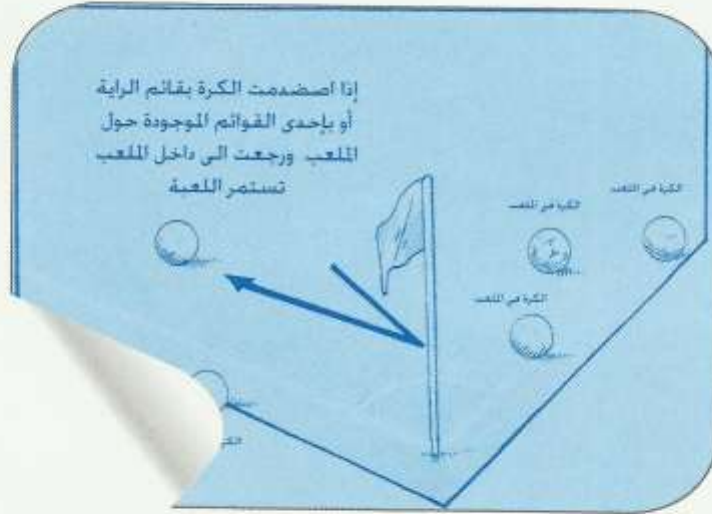 إذا اصضدمت الكرة بقائم الراية
أو بإحدى القوائم الموجودة حول
الملعب ورجعت الى داخل الملعب
تستمر اللعبة
الكرة في الملعب
الكرة في الملعب
الكرة في الملعب